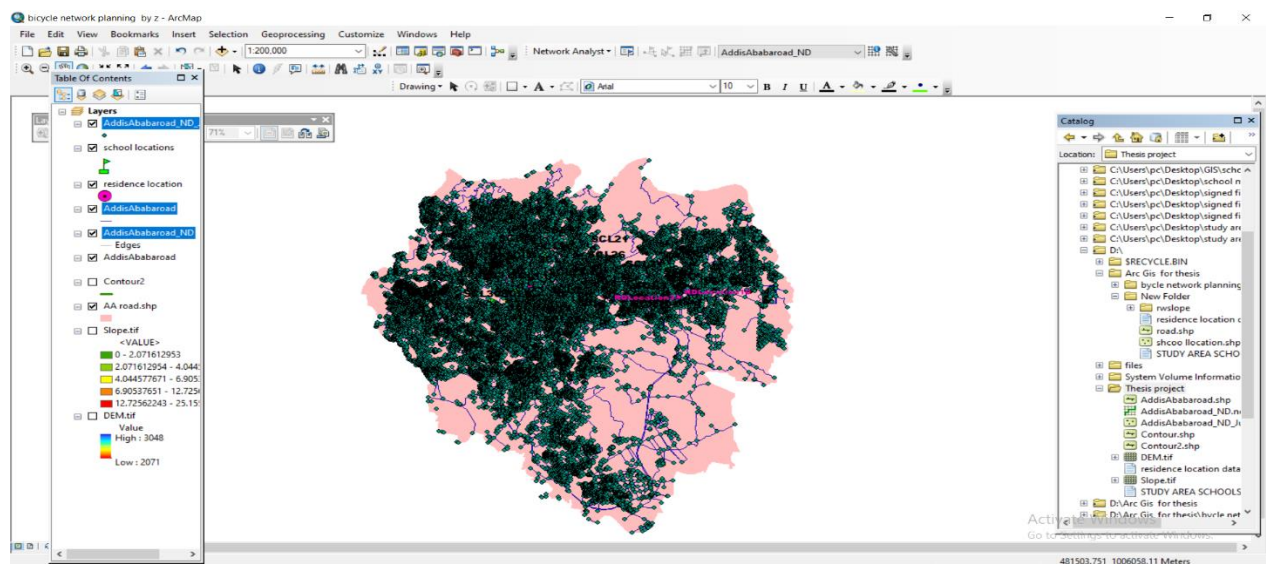 bicycle network planning by z - ArcMap
File Edit View Bookmarks Insert Selection Geoprocessing Customize Windows Help
1:200.000
Network Analyst
AddisAbabaroad_ND
Drawing
Arial
10
B I U A
Table Of Contents
Layers
AddisAbabaroad_ND_
school locations
residence location
AddisAbabaroad
AddisAbabaroad_ND
Edges
AddisAbabaroad
Contour2
AA road.shp
Slope.tif
<VALUE>
0 - 2.071612953
2.071612954 - 4.044
4.044577671 - 6.905
6.90537651 - 12.725
12.72562243 - 25.15
DEM.tif
Value
High : 3048
Low : 2071
71%
SCL2
Catalog
Location: Thesis project
C:\Users\pc\Desktop\GIS\scho
C:\Users\pc\Desktop\school n
C:\Users\pc\Desktop\signed fi
C:\Users\pc\Desktop\signed fi
C:\Users\pc\Desktop\study are
C:\Users\pc\Desktop\study are
D:\
$RECYCLE.BIN
Arc Gis for thesis
bycle network planning
New Folder
rwslope
residence location c
road.shp
shcoo llocation.shp
STUDY AREA SCHO
files
System Volume Informatio
Thesis project
AddisAbabaroad.shp
AddisAbabaroad_ND.n
AddisAbabaroad_ND_Ju
Contour.shp
Contour2.shp
DEM.tif
residence location data
Slope.tif
STUDY AREA SCHOOLS
D:\Arc Gis for thesis
D:\Arc Gis for thesis\bycle net
Activate Windows
Go to Settings to activate Windows.
481503.751 1006058.11 Meters